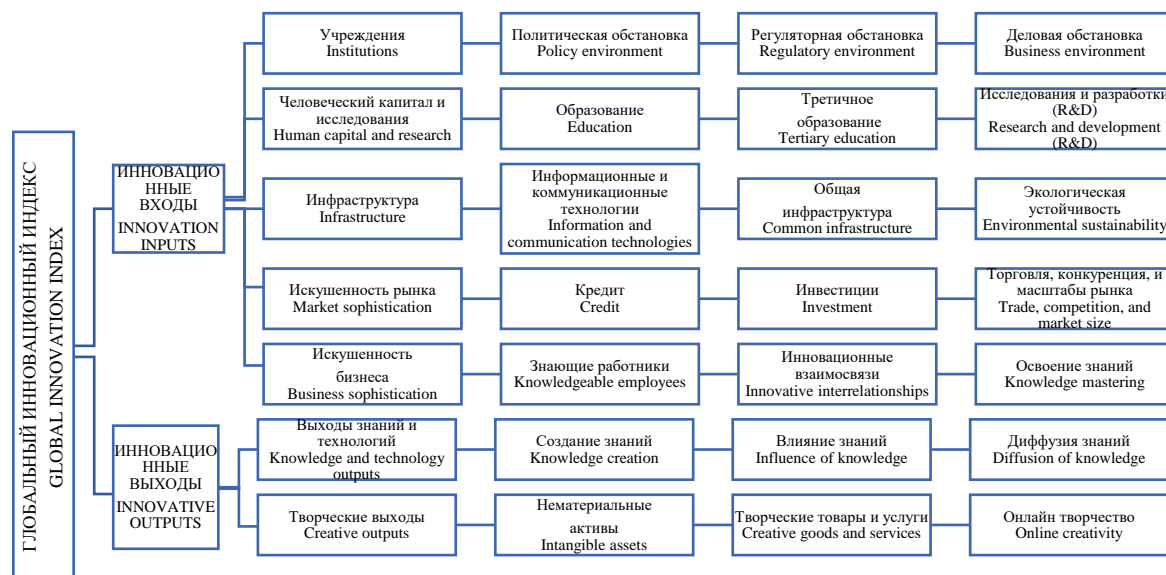 ГЛОБАЛЬНЫЙ ИННОВАЦИОННЫЙ ИНДЕКС
GLOBAL INNOVATION INDEX
ИННОВАЦИО
ННЫЕ
ВХОДЫ
INNOVATION
INPUTS
Учреждения
Institutions
Политическая обстановка
Policy environment
Регуляторная обстановка
Regulatory environment
Деловая обстановка
Business environment
Человеческий капитал и
исследования
Human capital and research
Образование
Education
Третичное
образование
Tertiary education
Исследования и разработки
(R&D)
Research and development
(R&D)
Инфраструктура
Infrastructure
Информационные и
коммуникационные
технологии
Information and
communication technologies
Общая
инфраструктура
Common infrastructure
Экологическая
устойчивость
Environmental sustainability
Искушенность рынка
Market sophistication
Кредит
Credit
Инвестиции
Investment
Торговля, конкуренция, и
масштабы рынка
Trade, competition, and
market size
Искушенность
бизнеса
Business sophistication
Знающие работники
Knowledgeable employees
Инновационные
взаимосвязи
Innovative interrelationships
Освоение знаний
Knowledge mastering
ИННОВАЦИО
ННЫЕ
ВЫХОДЫ
INNOVATIVE
OUTPUTS
Выходы знаний и
технологий
Knowledge and technology
outputs
Создание знаний
Knowledge creation
Влияние знаний
Influence of knowledge
Диффузия знаний
Diffusion of knowledge
Творческие выходы
Creative outputs
Нематериальные
активы
Intangible assets
Творческие товары и услуги
Creative goods and services
Онлайн творчество
Online creativity